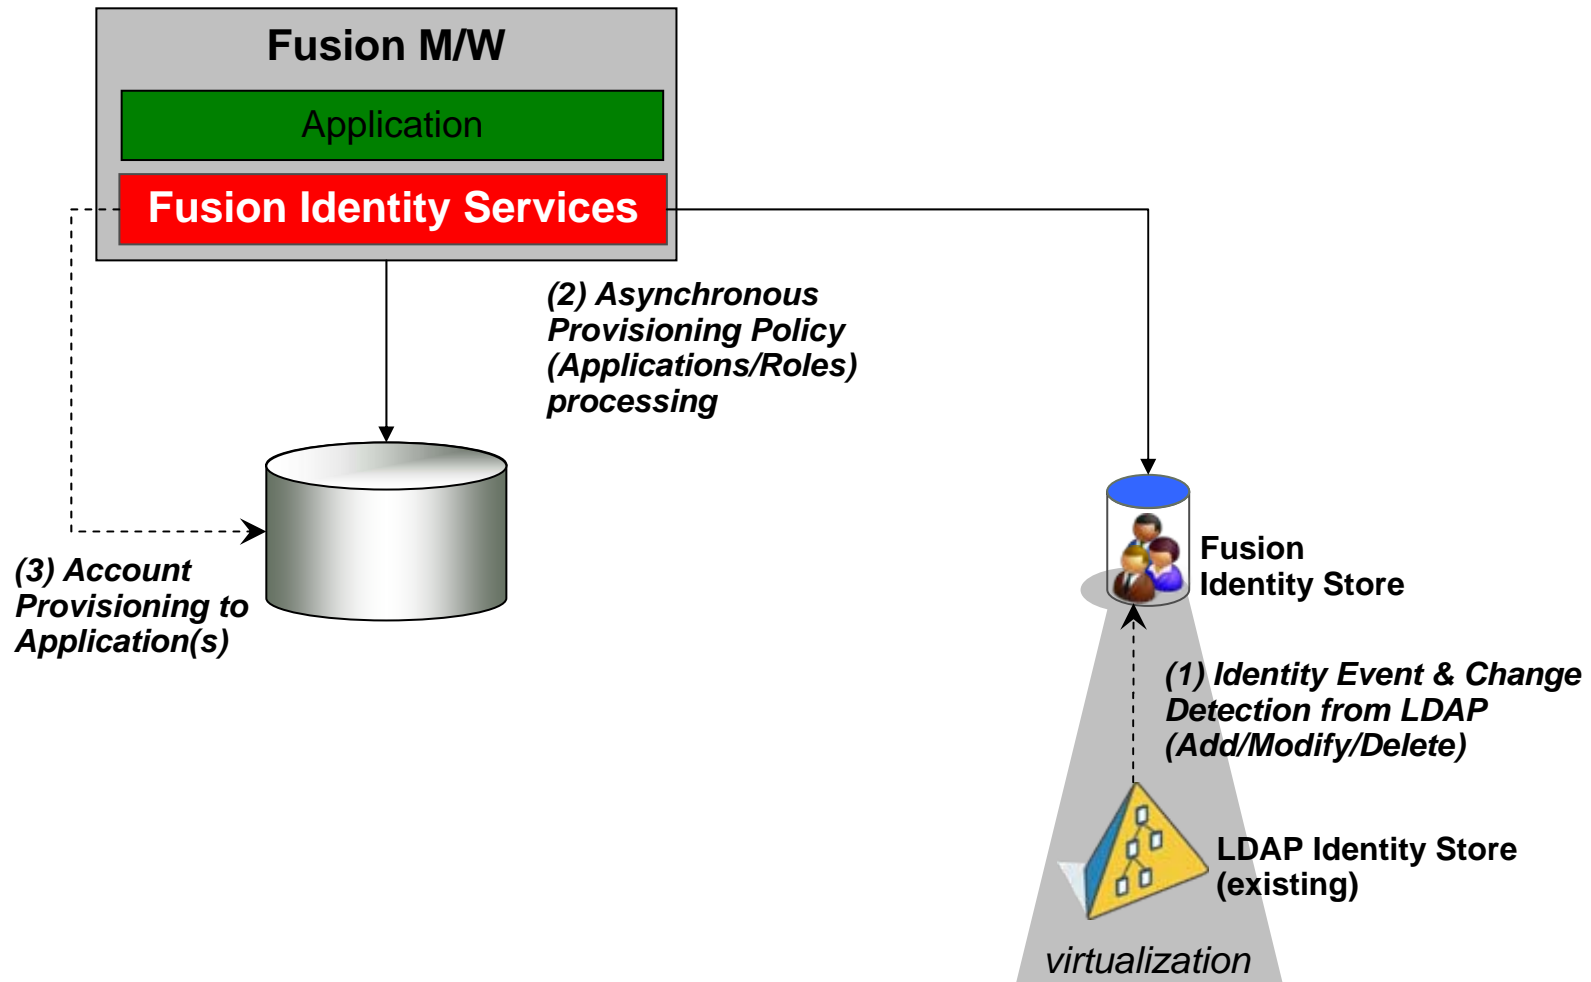 Fusion M/W
Application
Fusion Identity Services
(2) Asynchronous
Provisioning Policy
(Applications/Roles)
processing
(3) Account
Provisioning to
Application(s)
Fusion
Identity Store
(1) Identity Event & Change
Detection from LDAP
(Add/Modify/Delete)
LDAP Identity Store
(existing)
virtualization